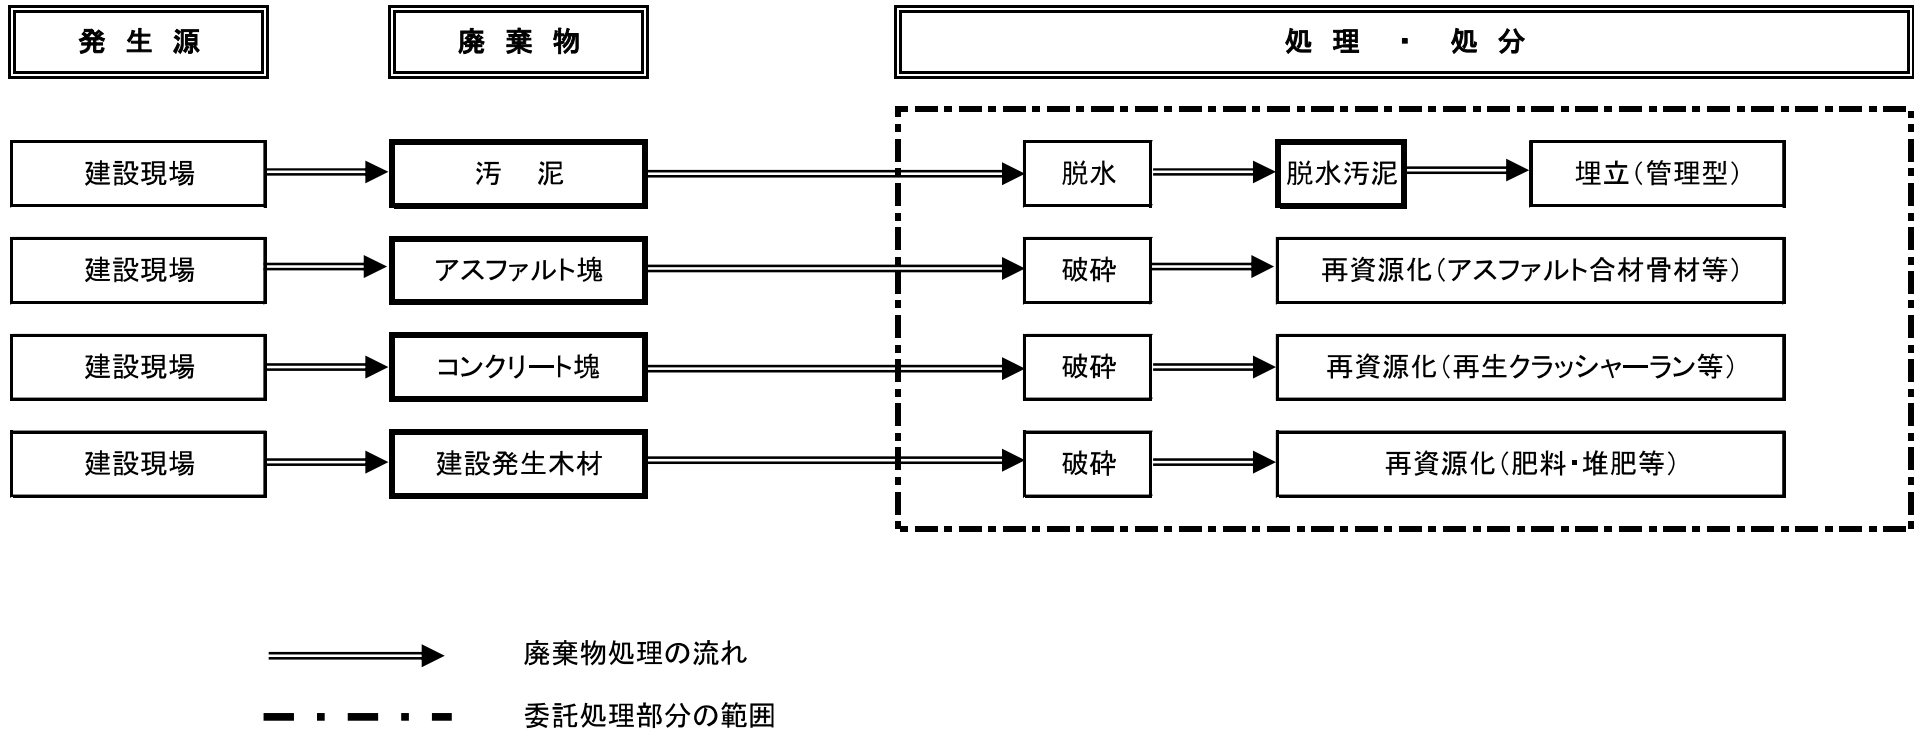 発 生 源
廃 棄 物
処 理 ・ 処 分
建設現場
汚 泥
脱水
脱水汚泥
埋立(管理型)
建設現場
アスファルト塊
破砕
再資源化(アスファルト合材骨材等)
建設現場
コンクリート塊
破砕
再資源化(再生クラッシャーラン等)
建設現場
建設発生木材
破砕
再資源化(肥料・堆肥等)
廃棄物処理の流れ
委託処理部分の範囲